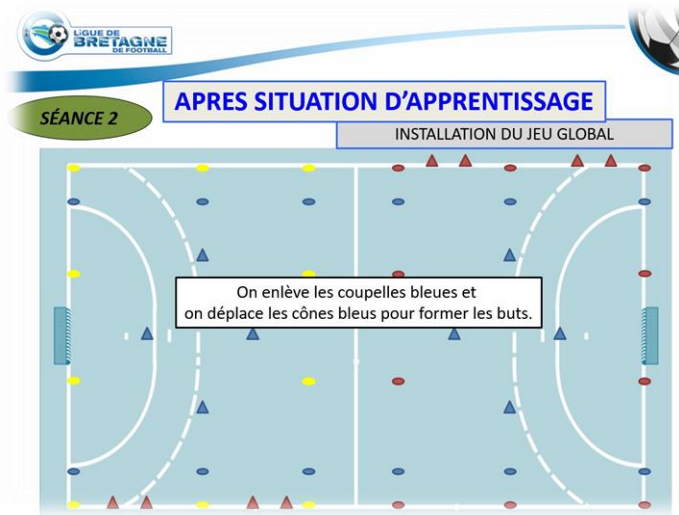 LIGUE DE
BRETAGNE
DE FOOTBALL
APRES SITUATION D'APPRENTISSAGE
SÉANCE 2
INSTALLATION DU JEU GLOBAL
On enlève les coupelles bleues et
on déplace les cônes bleus pour former les buts.